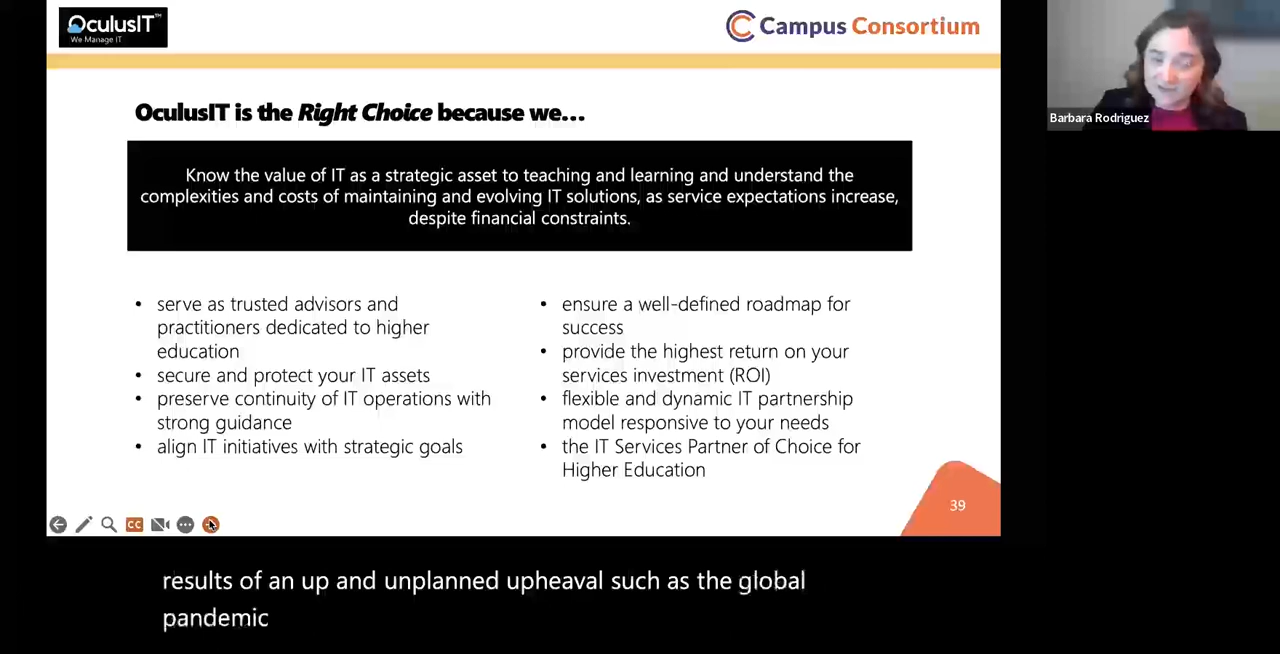 OculusIT™
We Manage IT
Campus Consortium
Barbara Rodriguez
OculusIT is the Right Choice because we...
Know the value of IT as a strategic asset to teaching and learning and understand the
complexities and costs of maintaining and evolving IT solutions, as service expectations increase,
despite financial constraints.
• serve as trusted advisors and
practitioners dedicated to higher
education
• secure and protect your IT assets
• preserve continuity of IT operations with
strong guidance
• align IT initiatives with strategic goals
• ensure a well-defined roadmap for
success
• provide the highest return on your
services investment (ROI)
• flexible and dynamic IT partnership
model responsive to your needs
• the IT Services Partner of Choice for
Higher Education
39
CC
results of an up and unplanned upheaval such as the global
pandemic